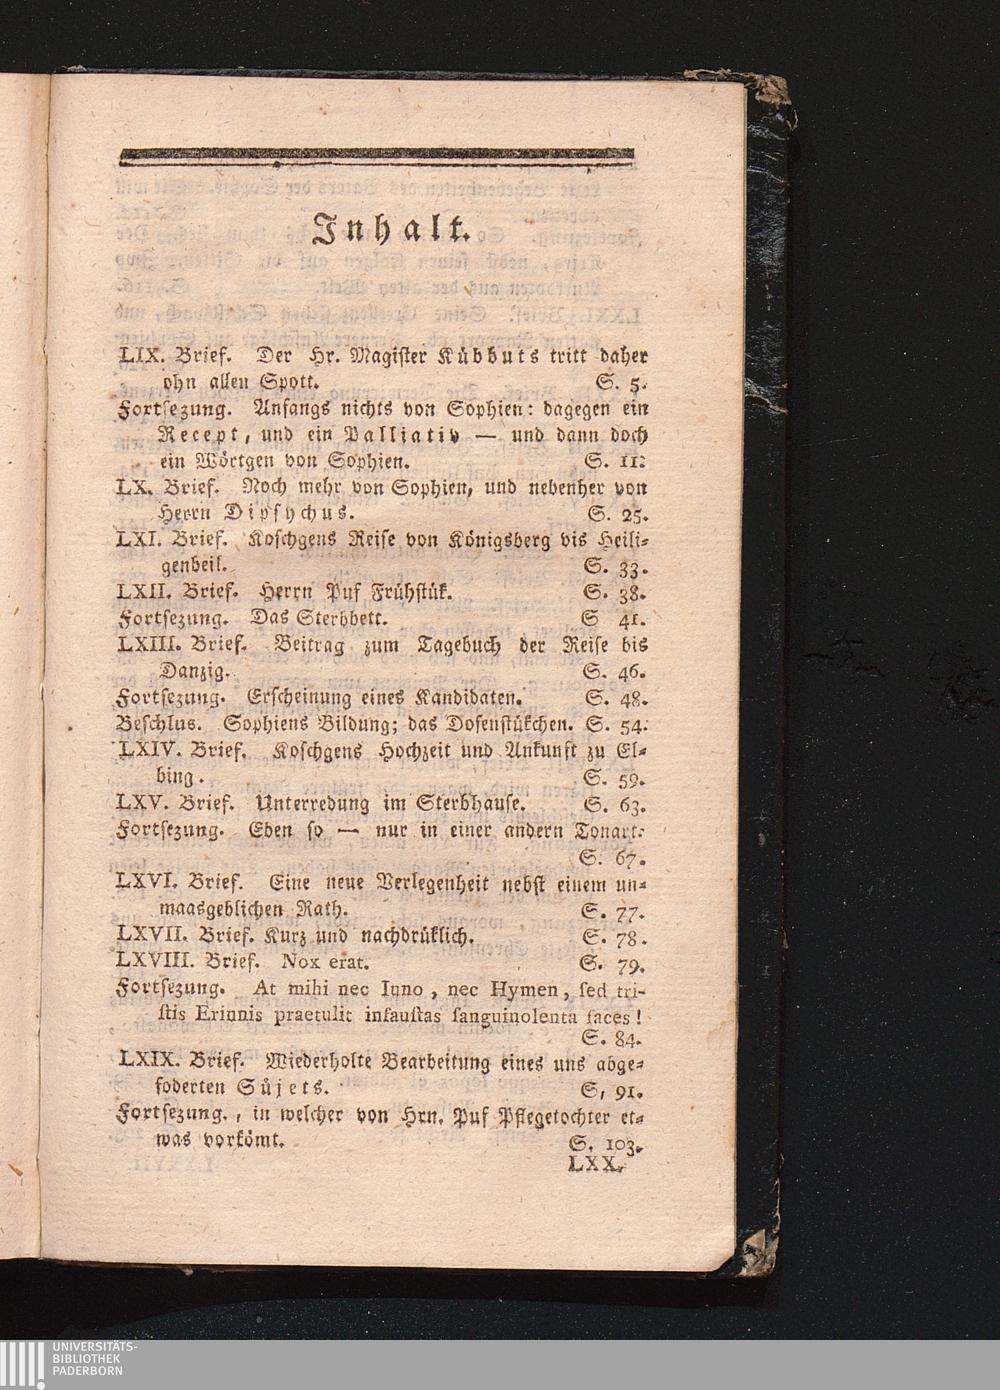 Inhalt.
LIX. Brief. Der Hr. Magister Kübbuts tritt daher
ohn allen Spott. S. 5.
Fortsezung. Anfangs nichts von Sophien: dagegen ein
Recept, und ein Palliativ — und dann doch
ein Wörtgen von Sophien. S. 11.
LX. Brief. Noch mehr von Sophien, und nebenher von
Herrn Dipsychus. S. 25.
LXI. Brief. Koschgens Reise von Königsberg bis Heili-
genbeil. S. 33.
LXII. Brief. Herrn Puf Frühstük. S. 38.
Fortsezung. Das Sterbbett. S 41.
LXIII. Brief. Beitrag zum Tagebuch der Reise bis
Danzig. S. 46.
Fortsezung. Erscheinung eines Kandidaten. S. 48.
Beschlus. Sophiens Bildung; das Dosenstükchen. S. 54.
LXIV. Brief. Koschgens Hochzeit und Ankunft zu El-
bing. S. 59.
LXV. Brief. Unterredung im Sterbhause. S. 63.
Fortsezung. Eben so — nur in einer andern Tonart.
S. 67.
LXVI. Brief. Eine neue Verlegenheit nebst einem un-
maasgeblichen Rath. S. 77.
LXVII. Brief. Kurz und nachdrüklich. S. 78.
LXVIII. Brief. Nox erat. S. 79.
Fortsezung. At mihi nec Iuno, nec Hymen, sed tri-
stis Erinnis praetulit infaustas sanguinolenta faces!
S. 84.
LXIX. Brief. Wiederholte Bearbeitung eines uns abge-
foderten Süjets. S, 91.
Fortsezung., in welcher von Hrn. Puf Pflegetochter et-
was vorkömt. S. 103.
LXX.
UNIVERSITÄTS-
BIBLIOTHEK
PADERBORN